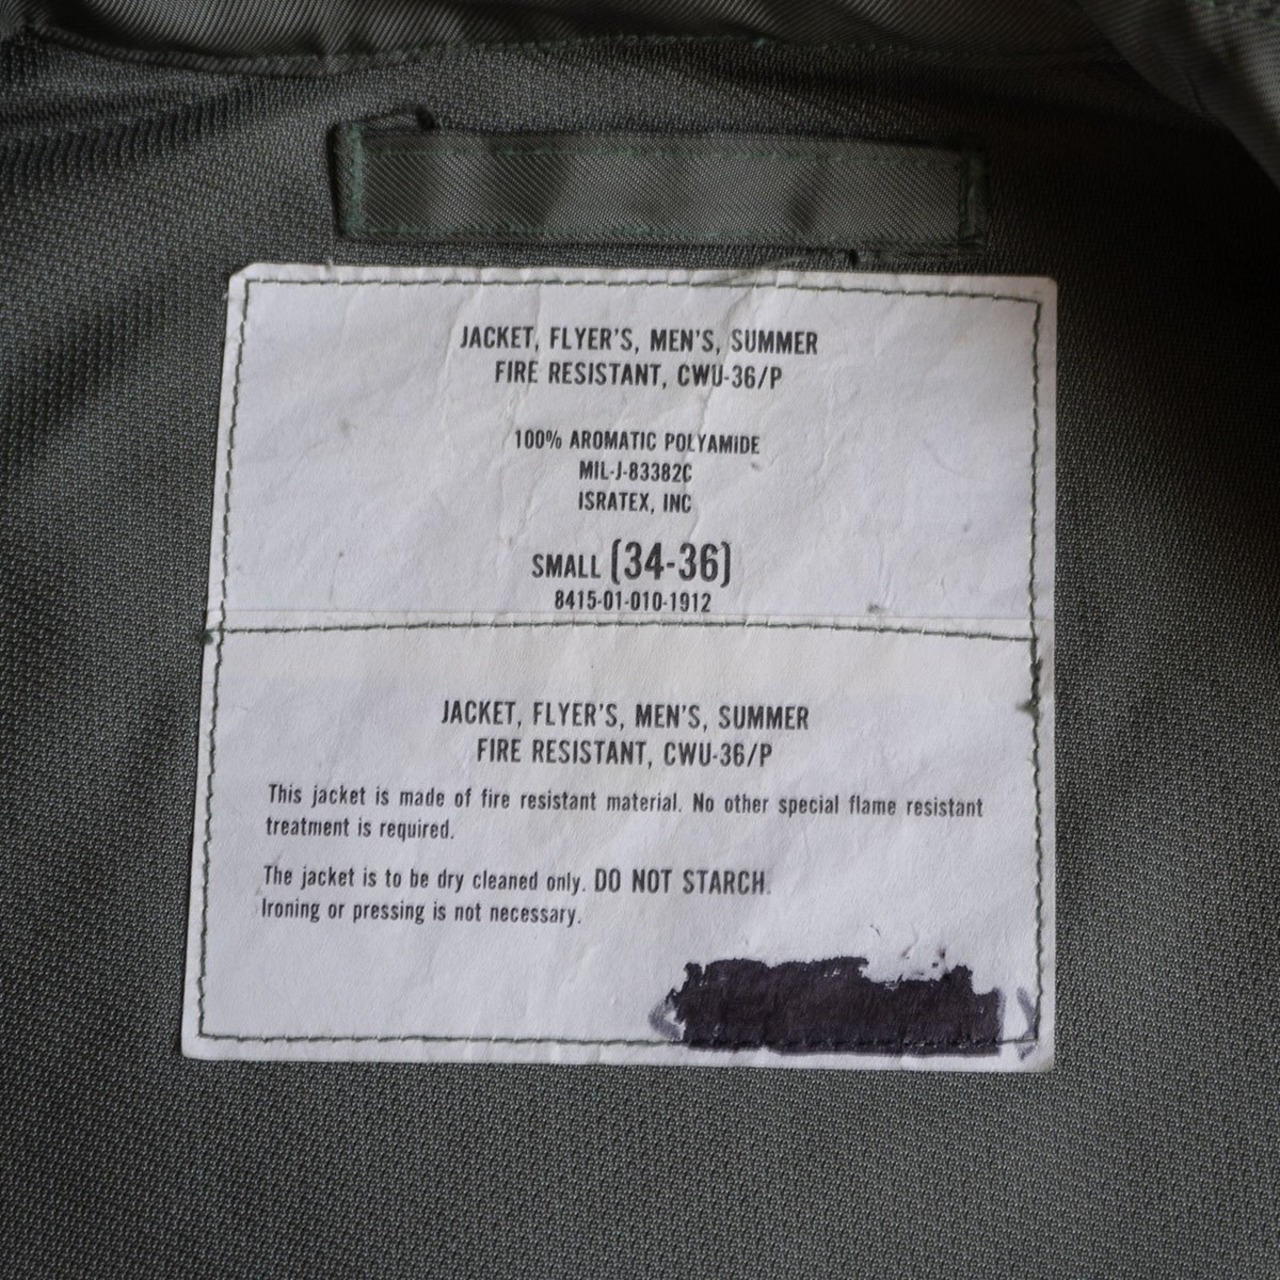 JACKET, FLYER'S, MEN'S, SUMMER
FIRE RESISTANT, CWU-36/P
100% AROMATIC POLYAMIDE
MIL-J-83382C
ISRATEX, INC
SMALL (34-36)
8415-01-010-1912
JACKET, FLYER'S, MEN'S, SUMMER
FIRE RESISTANT, CWU-36/P
This jacket is made of fire resistant material. No other special flame resistant
treatment is required.
The jacket is to be dry cleaned only. DO NOT STARCH.
Ironing or pressing is not necessary.